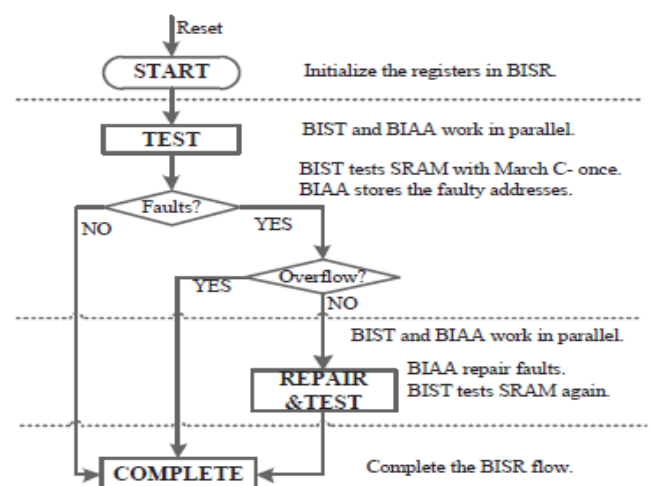 Reset
START
Initialize the registers in BISR.
BIST and BIAA work in parallel.
TEST
BIST tests SRAM with March C- once.
BIAA stores the faulty addresses.
Faults?
NO
YES
Overflow?
YES
NO
BIST and BIAA work in parallel.
REPAIR
&TEST
BIAA repair faults.
BIST tests SRAM again.
COMPLETE
Complete the BISR flow.